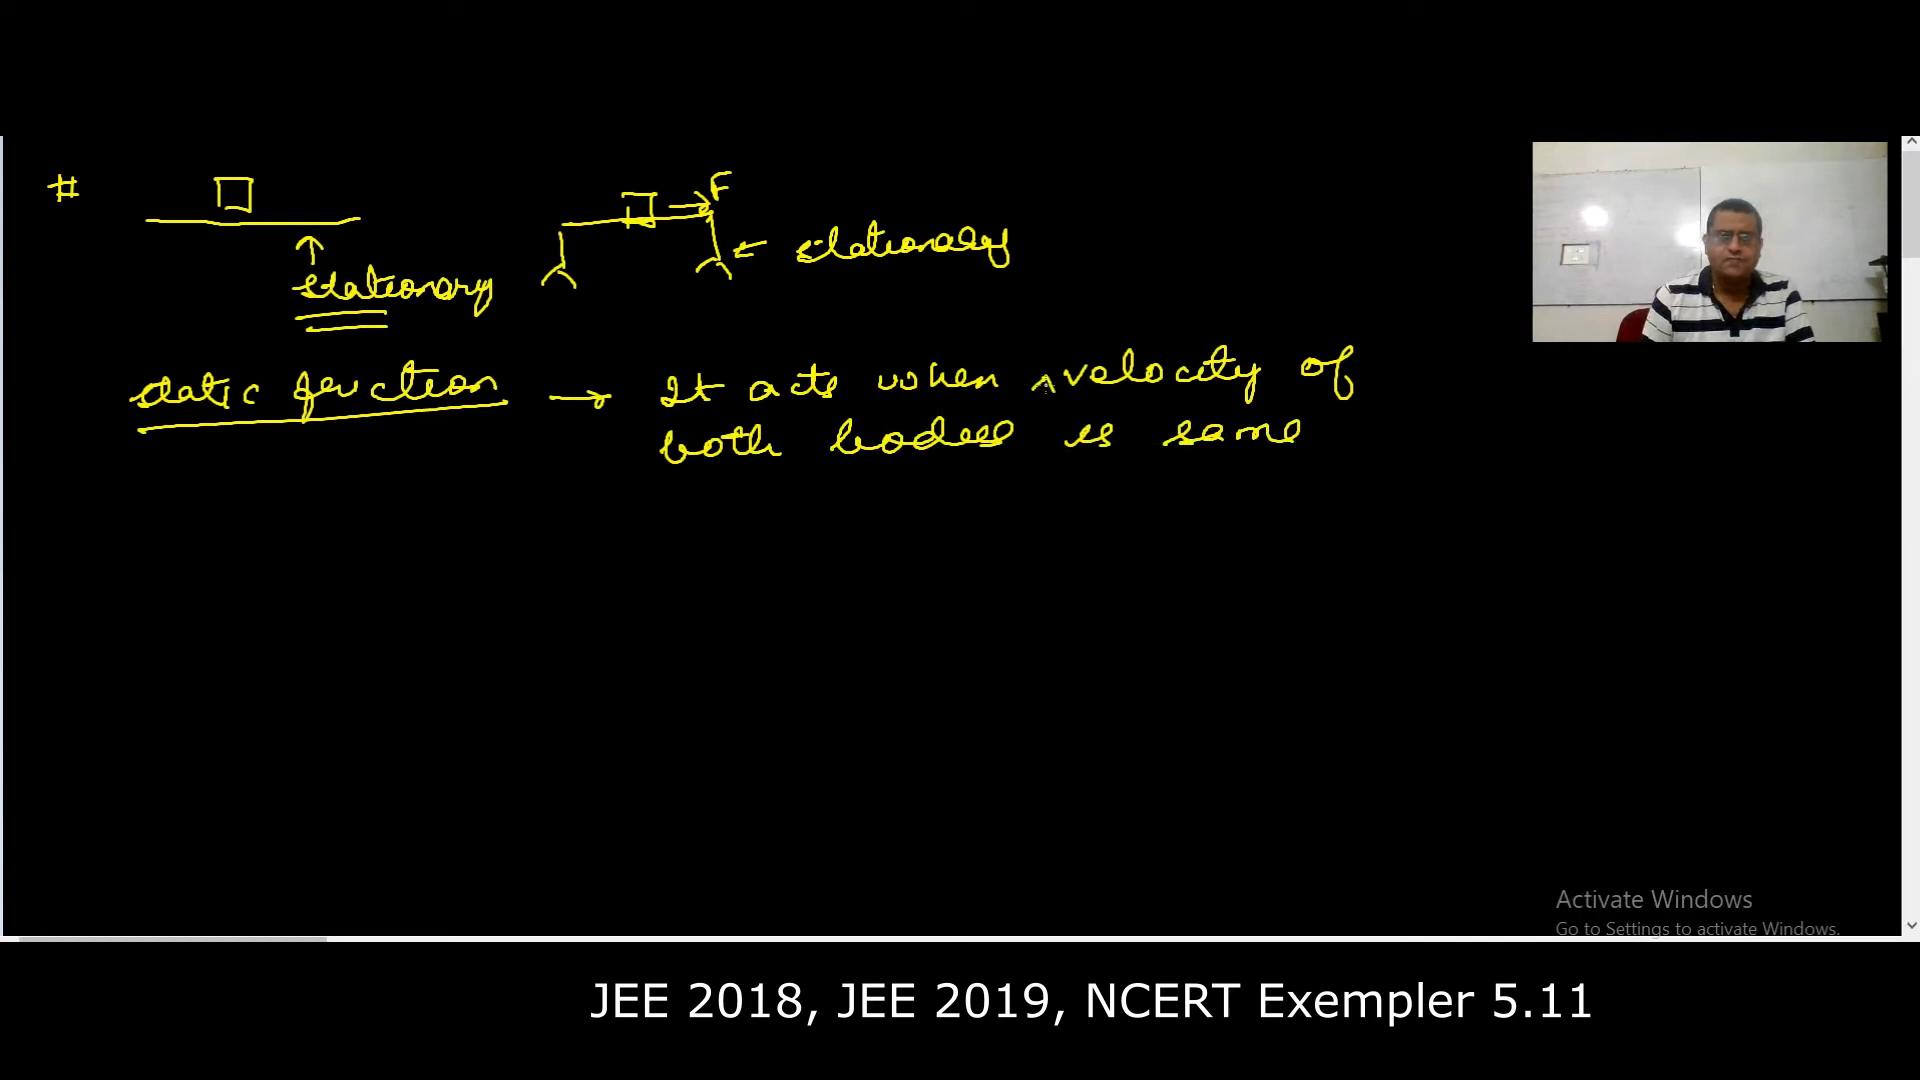 #
F
stationary
stationary
static friction → It acts when ^ velocity of
both bodies is same
Activate Windows
Go to Settings to activate Windows.
JEE 2018, JEE 2019, NCERT Exempler 5.11